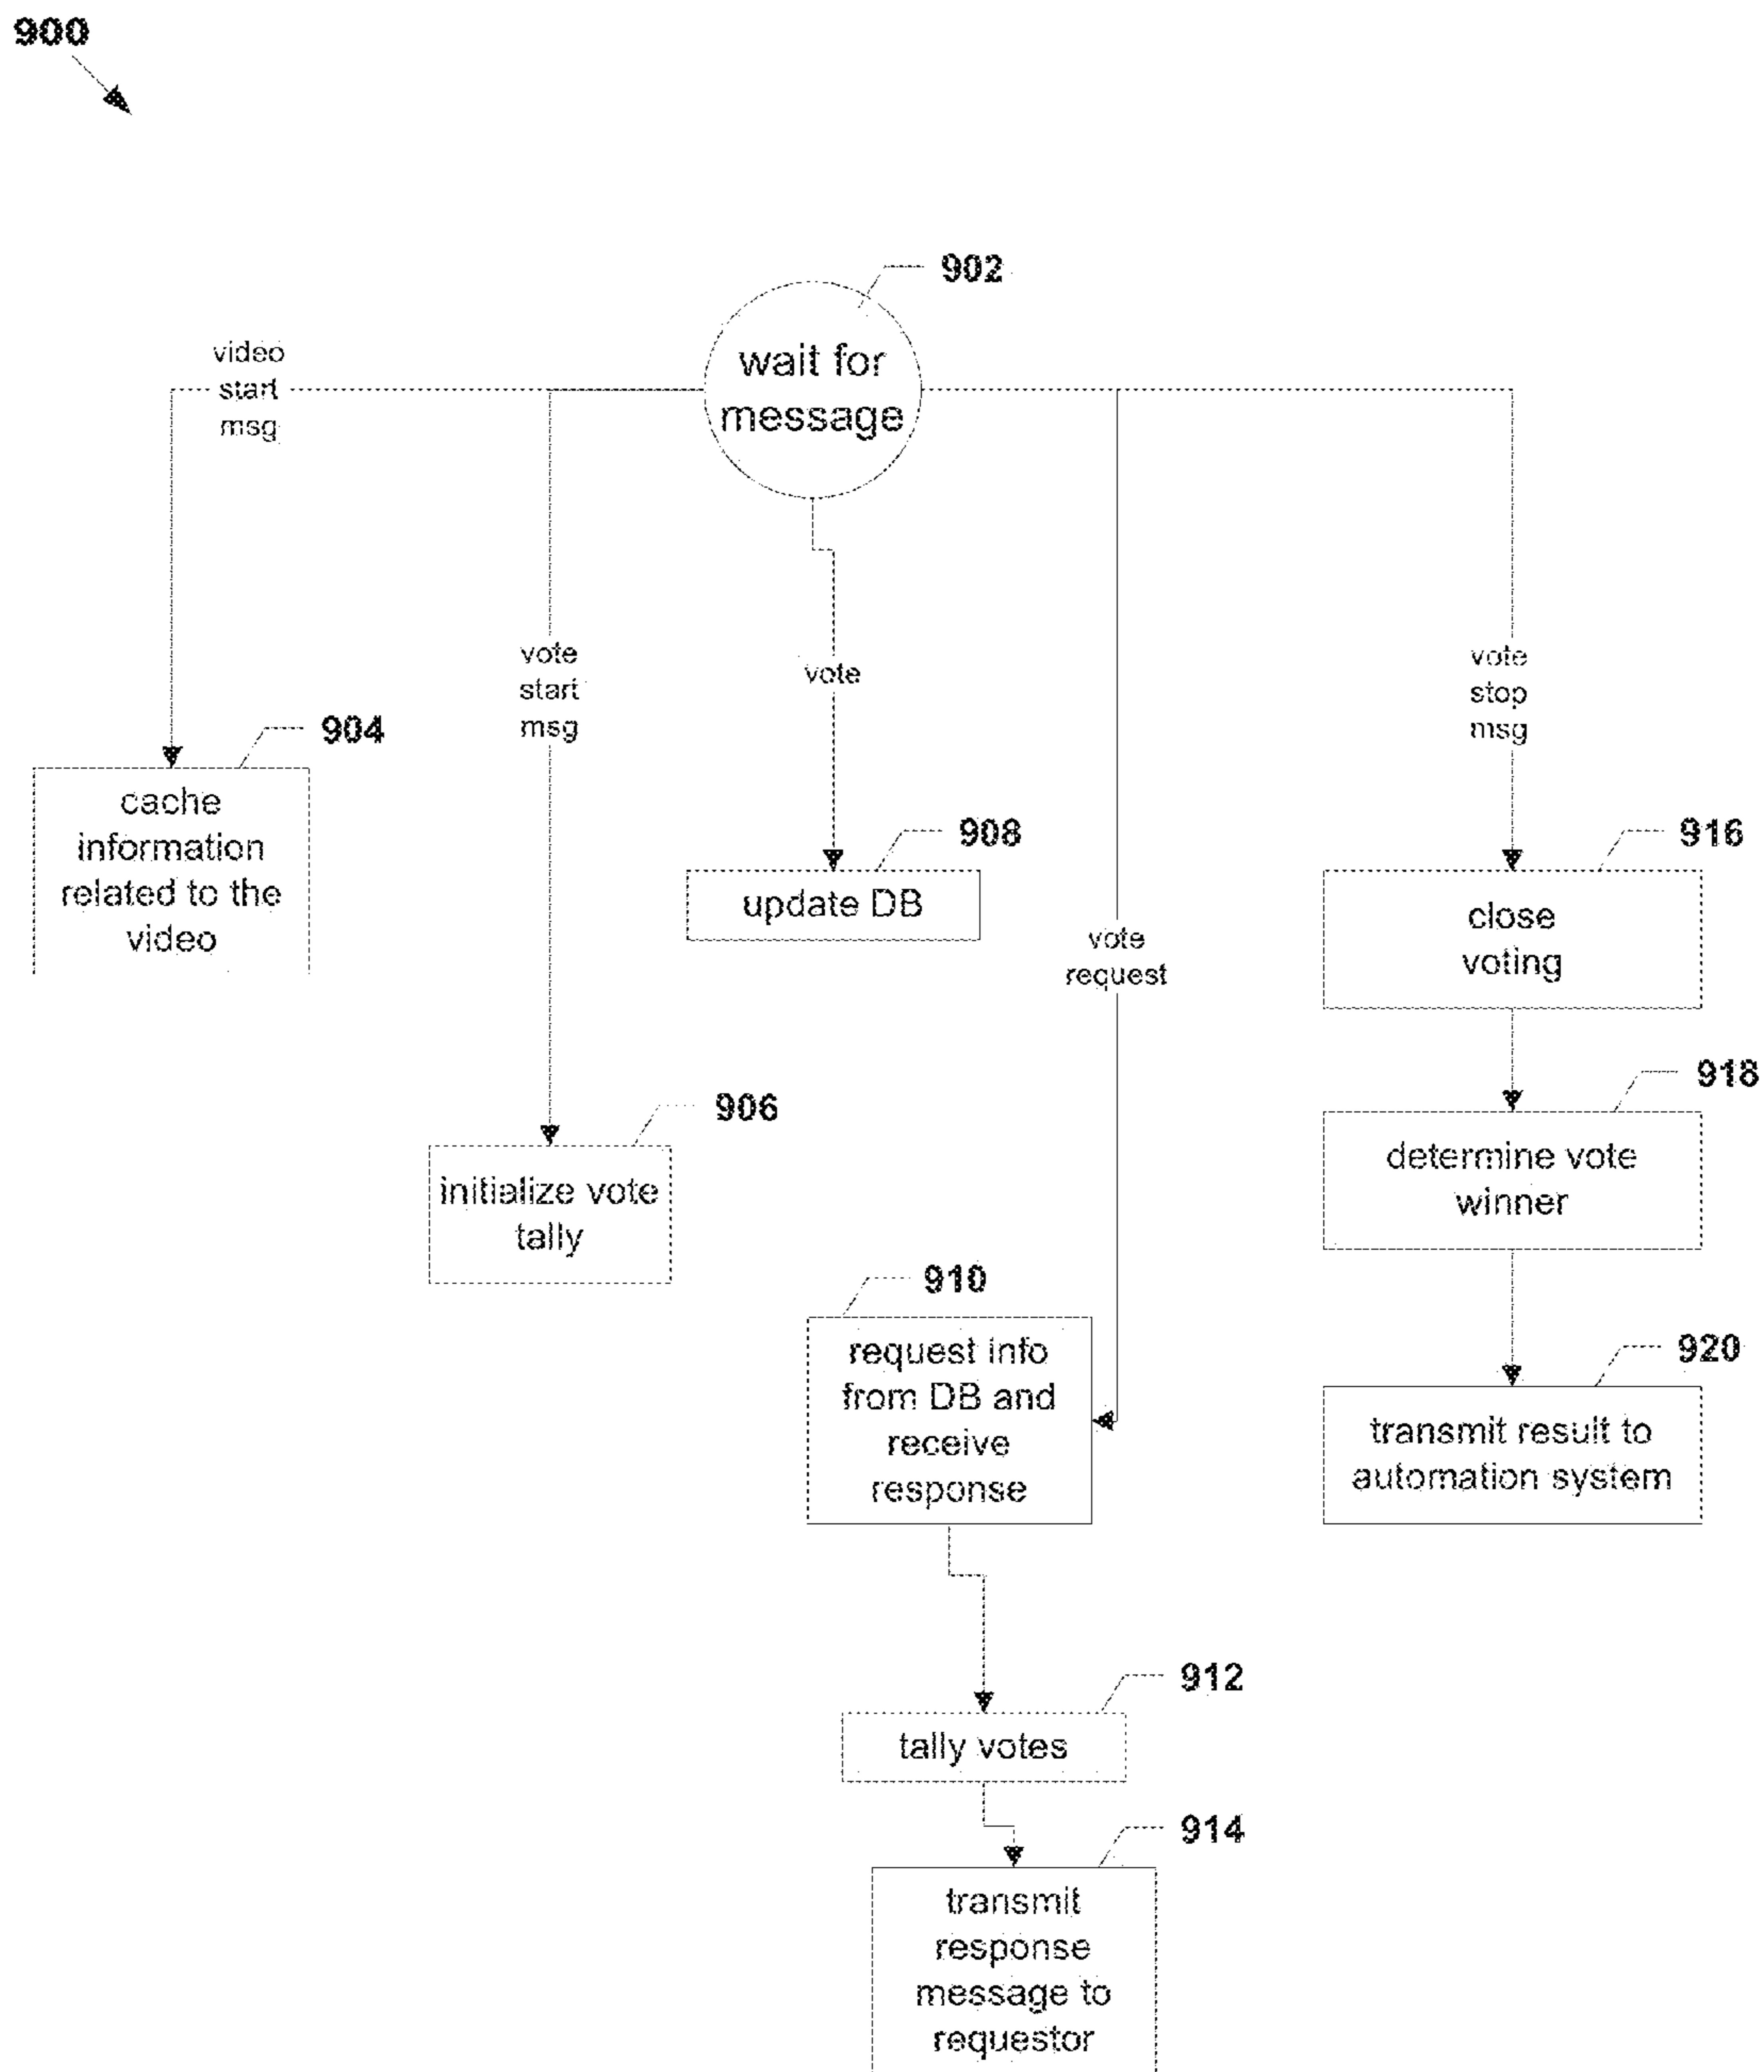 900
902
wait for
message
video
start
msg
vote
start
msg
vote
vote
stop
msg
904
cache
information
related to the
video
908
update DB
916
close
voting
vote
request
918
determine vote
winner
906
initialize vote
tally
910
request info
from DB and
receive
response
920
transmit result to
automation system
912
tally votes
914
transmit
response
message to
requestor